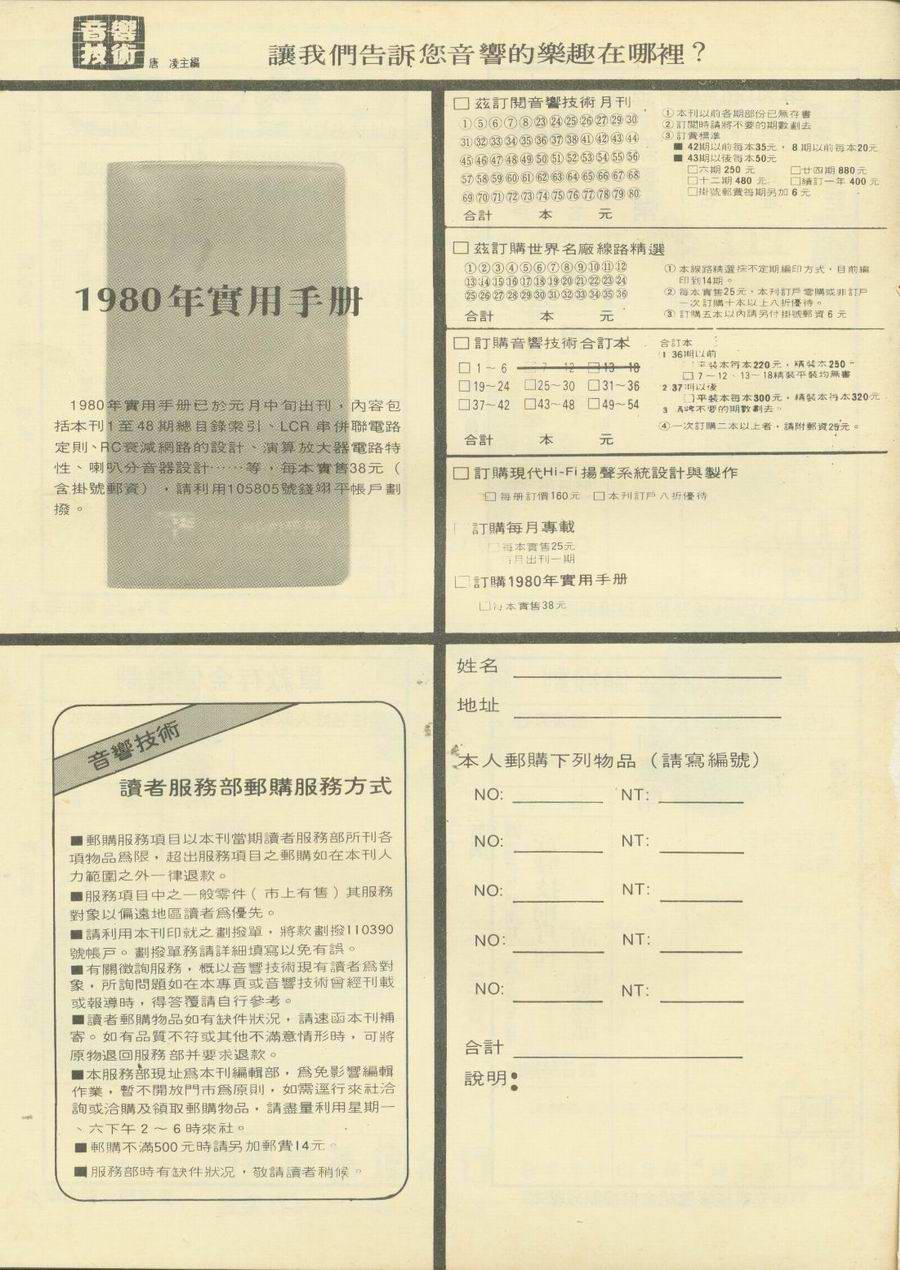 音響
技術
唐 凌主編
讓我們告訴您音響的樂趣在哪裡？
1980年實用手册
1980年實用手册已於元月中旬出刊，內容包
括本刊1至48期總目錄索引、LCR串併聯電路
定則、RC衰減網路的設計、演算放大器電路特
性、喇叭分音器設計……等，每本實售38元（
含掛號郵資），請利用105805號錢翊平帳戶劃
撥。
□ 茲訂閱音響技術月刊
①⑤⑥⑦⑧㉓㉔㉕㉖㉗㉙㉚
㉛㉜㉝㉞㉟㊱㊲㊳㊶㊷㊸㊹
㊺㊻㊼㊽㊾㊿51 52 53 54 55 56
57 58 59 60 61 62 63 64 65 66 67 68
69 70 71 72 73 74 75 76 77 78 79 80
合計 本 元
① 本刊以前各期部份已無存書
② 訂閱時請將不要的期數劃去
③ 訂費標準
■ 42期以前每本35元，8期以前每本20元
■ 43期以後每本50元
□六期 250 元 □廿四期 880元
□十二期 480 元 □續訂一年 400 元
□掛號郵費每期另加 6 元
□ 茲訂購世界名廠線路精選
①②③④⑤⑥⑦⑧⑨⑩⑪⑫
⑬⑭⑮⑯⑰⑱⑲⑳㉑㉒㉓㉔
㉕㉖㉗㉘㉙㉚㉛㉜㉝㉞㉟㊱
合計 本 元
① 本線路精選採不定期編印方式，目前編
印到14期。
② 每本實售25元，本刊訂戶零購或非訂戶
一次訂購十本以上八折優待。
③ 訂購五本以內請另付掛號郵資 6 元
□ 訂購音響技術合訂本
□ 1～6 7～12 □13～18
□19～24 □25～30 □31～36
□37～42 □43～48 □49～54
合計 本 元
合訂本
1 36期以前
平裝本每本220元，精裝本250
□ 7～12、13～18精裝平裝均無書
2 37期以後
□平裝本每本300元，精裝本每本320元
3 請將不要的期數劃去。
④一次訂購二本以上者，請附郵資25元。
□ 訂購現代Hi-Fi揚聲系統設計與製作
□ 每册訂價160元 □ 本刊訂戶八折優待
□ 訂購每月專載
□ 每本實售25元
每月出刊一期
□ 訂購1980年實用手册
□每本實售38元
音響技術
讀者服務部郵購服務方式
■郵購服務項目以本刊當期讀者服務部所刊各
項物品為限，超出服務項目之郵購如在本刊人
力範圍之外一律退款。
■服務項目中之一般零件（市上有售）其服務
對象以偏遠地區讀者為優先。
■請利用本刊印就之劃撥單，將款劃撥110390
號帳戶。劃撥單務請詳細填寫以免有誤。
■有關徵詢服務，概以音響技術現有讀者為對
象，所詢問題如在本專頁或音響技術曾經刊載
或報導時，得答覆請自行參考。
■讀者郵購物品如有缺件狀況，請速函本刊補
寄。如有品質不符或其他不滿意情形時，可將
原物退回服務部并要求退款。
■本服務部現址為本刊編輯部，為免影響編輯
作業，暫不開放門市為原則，如需逕行來社洽
詢或洽購及領取郵購物品，請盡量利用星期一
、六下午 2～6 時來社。
■郵購不滿500元時請另加郵費14元。
■服務部時有缺件狀況，敬請讀者稍候。
姓名
地址
本人郵購下列物品（請寫編號）
NO: NT:
NO: NT:
NO: NT:
NO: NT:
NO: NT:
合計
說明：